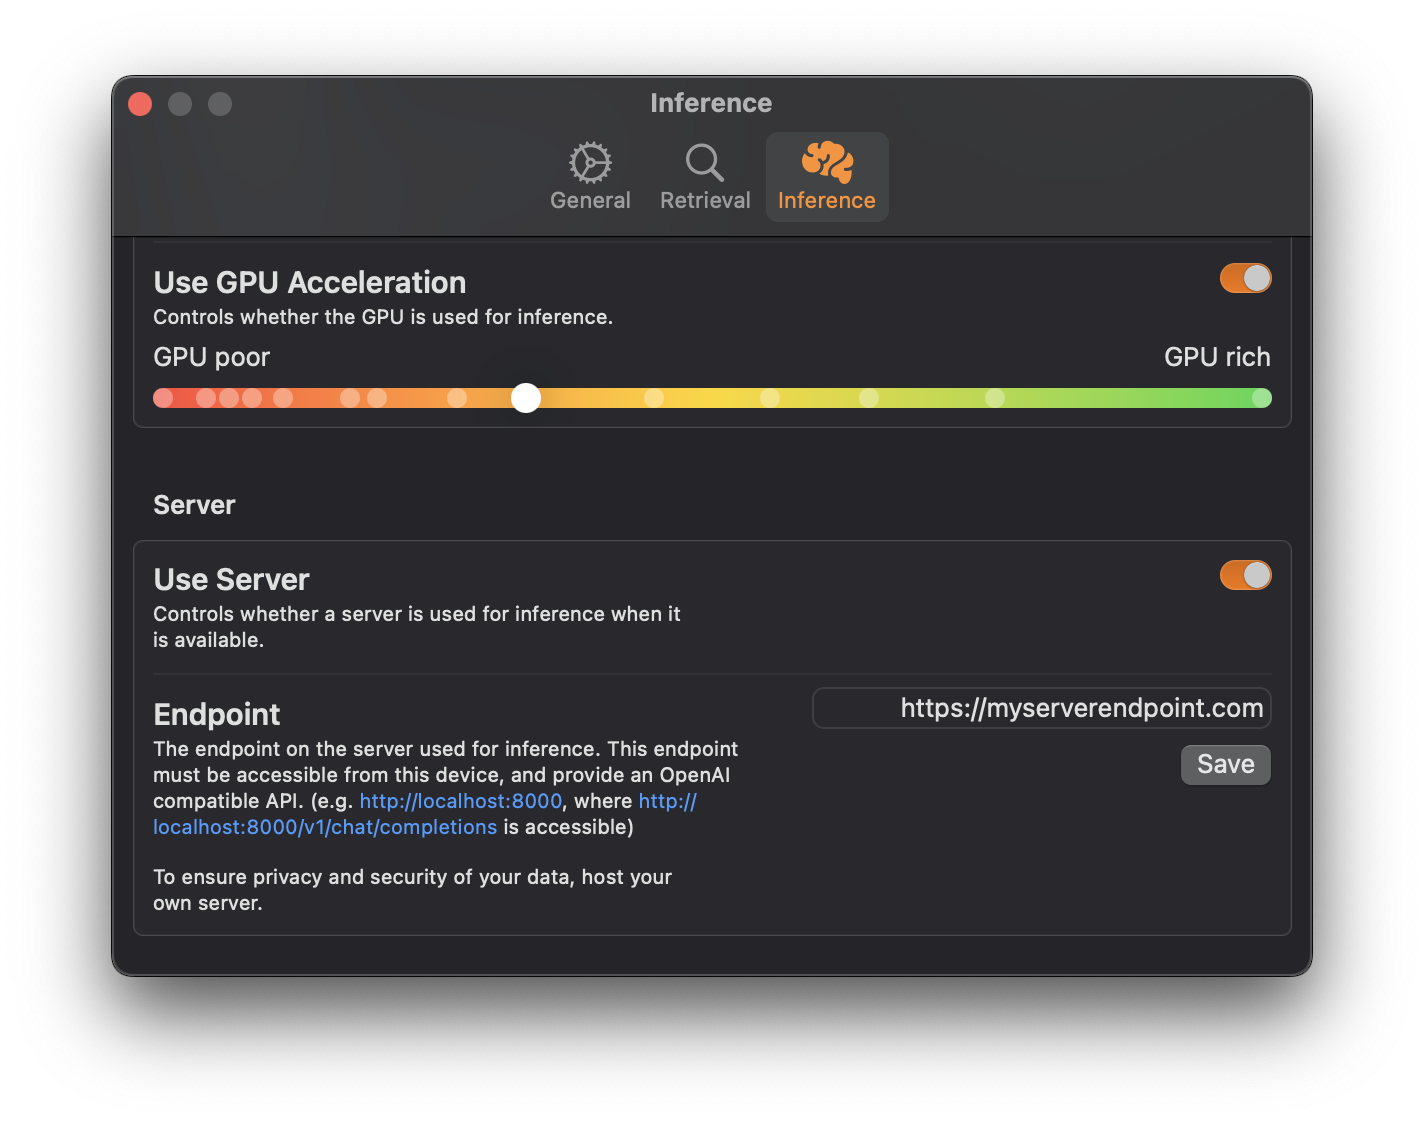 Inference
General
Retrieval
Inference
Use GPU Acceleration
Controls whether the GPU is used for inference.
GPU poor
GPU rich
Server
Use Server
Controls whether a server is used for inference when it
is available.
Endpoint
https://myserverendpoint.com
The endpoint on the server used for inference. This endpoint
must be accessible from this device, and provide an OpenAI
compatible API. (e.g. http://localhost:8000, where http://
localhost:8000/v1/chat/completions is accessible)
Save
To ensure privacy and security of your data, host your
own server.